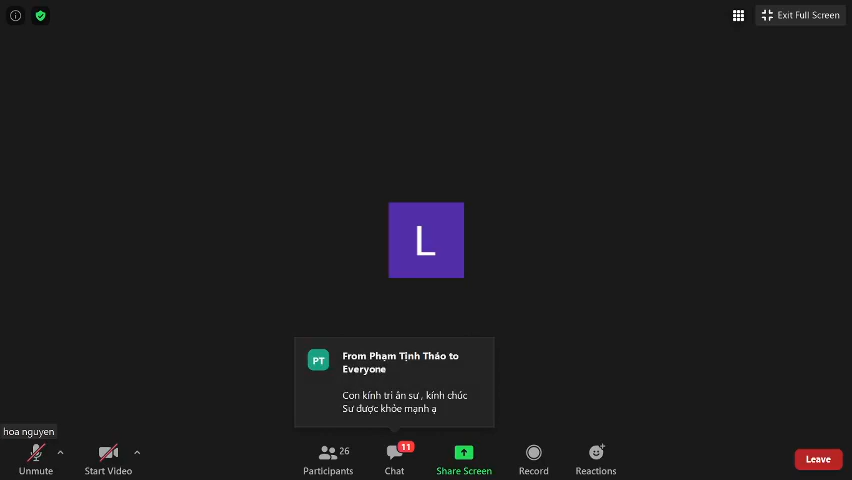 Exit Full Screen
L
PT
From Phạm Tịnh Thảo to
Everyone
Con kính tri ân sư , kính chúc
Sư được khỏe mạnh ạ
hoa nguyen
Unmute
Start Video
26
Participants
11
Chat
Share Screen
Record
Reactions
Leave